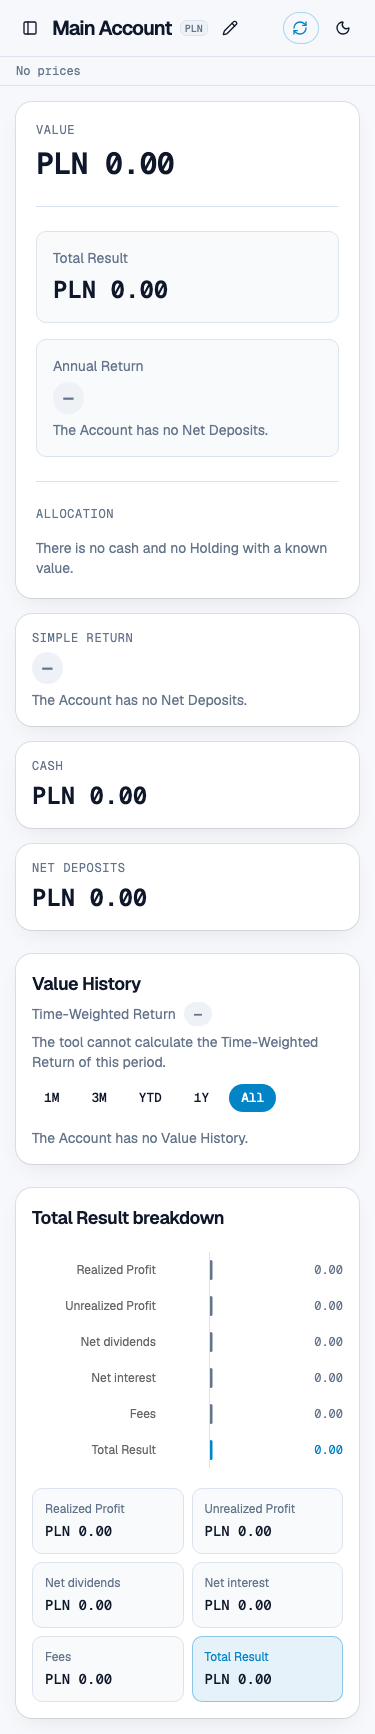 Main Account PLN
No prices
VALUE
PLN 0.00
Total Result
PLN 0.00
Annual Return
—
The Account has no Net Deposits.
ALLOCATION
There is no cash and no Holding with a known
value.
SIMPLE RETURN
—
The Account has no Net Deposits.
CASH
PLN 0.00
NET DEPOSITS
PLN 0.00
Value History
Time-Weighted Return —
The tool cannot calculate the Time-Weighted
Return of this period.
1M 3M YTD 1Y All
The Account has no Value History.
Total Result breakdown
Realized Profit 0.00
Unrealized Profit 0.00
Net dividends 0.00
Net interest 0.00
Fees 0.00
Total Result 0.00
Realized Profit Unrealized Profit
PLN 0.00 PLN 0.00
Net dividends Net interest
PLN 0.00 PLN 0.00
Fees Total Result
PLN 0.00 PLN 0.00